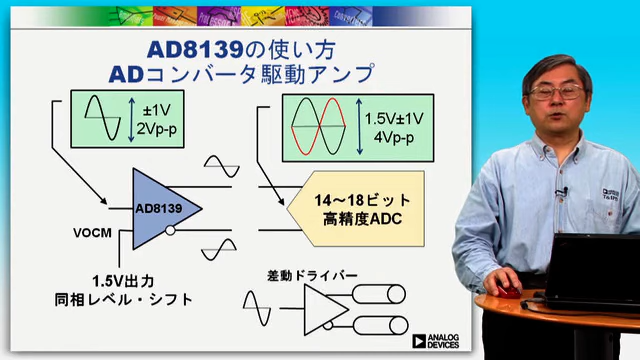 AD8139の使い方
ADコンバータ駆動アンプ
±1V
2Vp-p
1.5V±1V
4Vp-p
AD8139
14～18ビット
高精度ADC
VOCM
1.5V出力
同相レベル・シフト
差動ドライバー
ANALOG
DEVICES